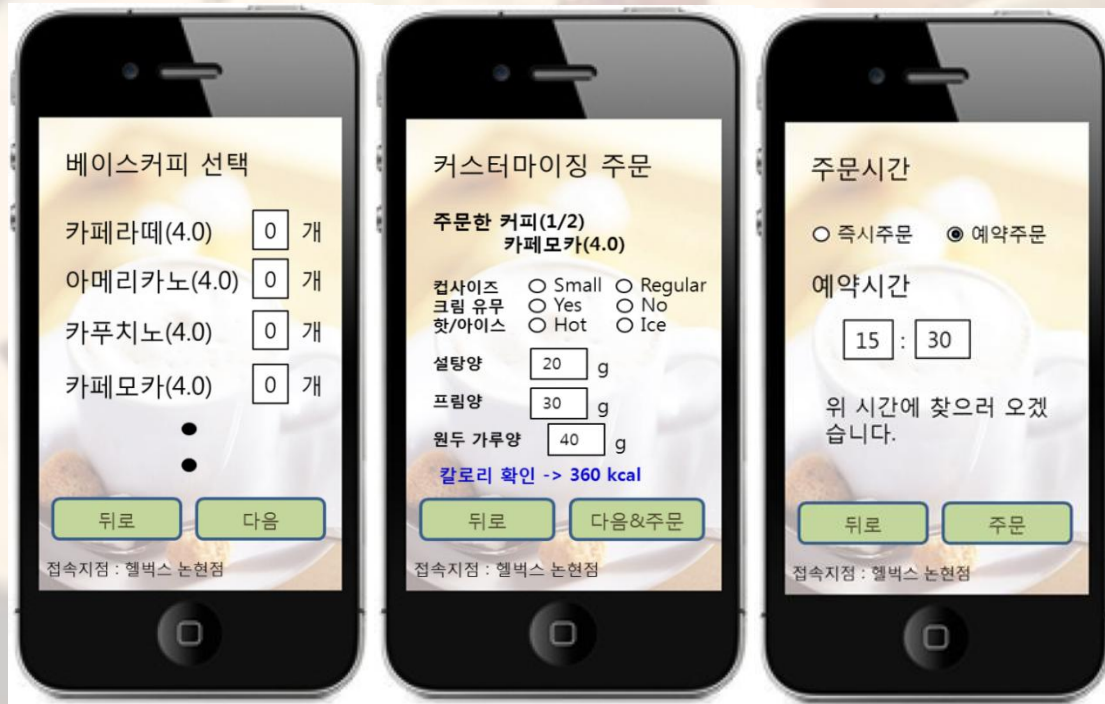 베이스커피 선택
카페라떼(4.0) 0 개
아메리카노(4.0) 0 개
카푸치노(4.0) 0 개
카페모카(4.0) 0 개
뒤로 다음
접속지점 : 헬벅스 논현점
커스터마이징 주문
주문한 커피(1/2)
카페모카(4.0)
컵사이즈 Small Regular
크림 유무 Yes No
핫/아이스 Hot Ice
설탕양 20 g
프림양 30 g
원두 가루양 40 g
칼로리 확인 -> 360 kcal
뒤로 다음&주문
접속지점 : 헬벅스 논현점
주문시간
즉시주문 예약주문
예약시간
15 : 30
위 시간에 찾으러 오겠
습니다.
뒤로 주문
접속지점 : 헬벅스 논현점